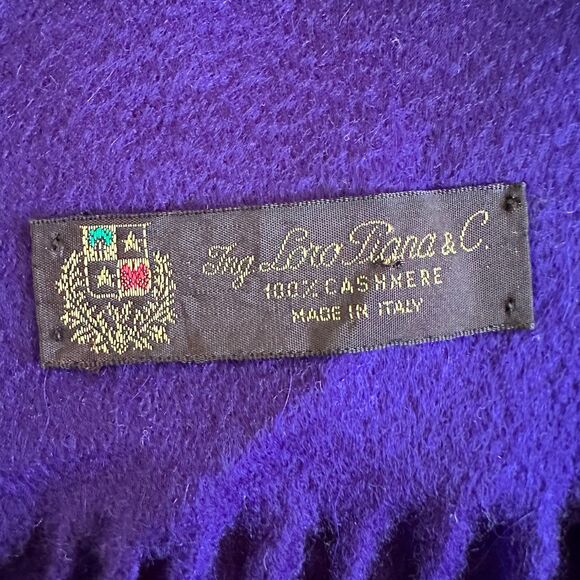 Ing. Loro Piana & C.
100% CASHMERE
MADE IN ITALY